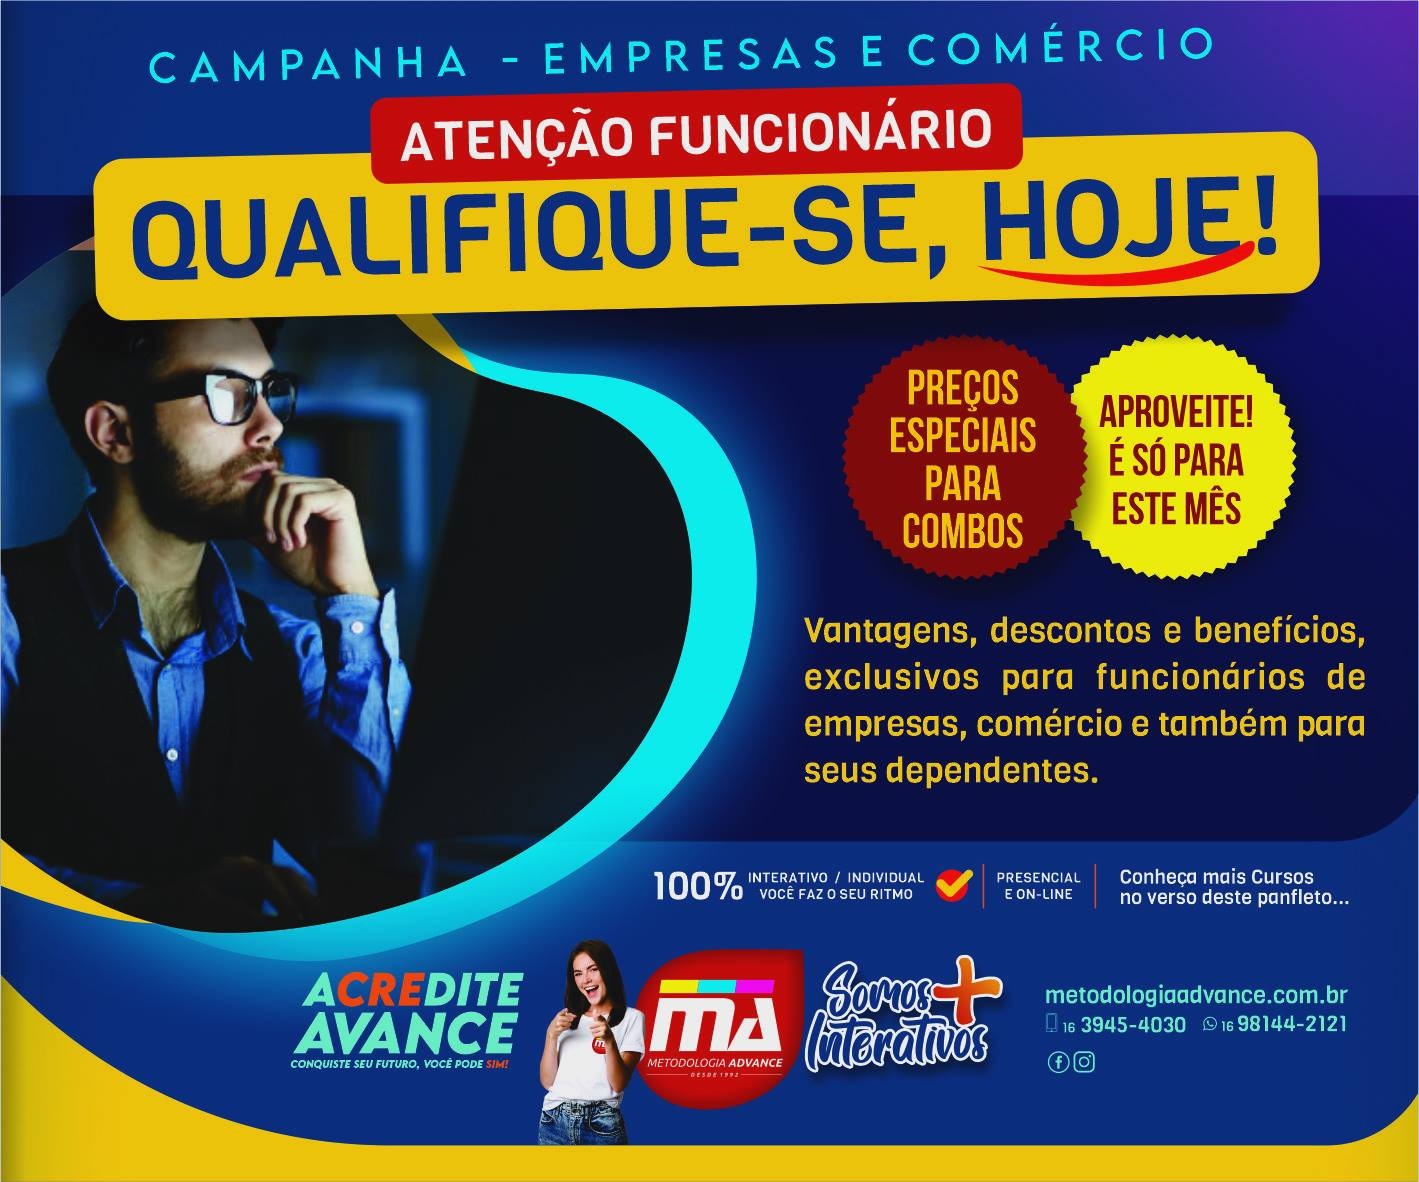 CAMPANHA - EMPRESAS E COMÉRCIO
ATENÇÃO FUNCIONÁRIO
QUALIFIQUE-SE, HOJE!
PREÇOS
ESPECIAIS
PARA
COMBOS
APROVEITE!
É SÓ PARA
ESTE MÊS
Vantagens, descontos e benefícios,
exclusivos para funcionários de
empresas, comércio e também para
seus dependentes.
100% INTERATIVO / INDIVIDUAL
VOCÊ FAZ O SEU RITMO
PRESENCIAL
E ON-LINE
Conheça mais Cursos
no verso deste panfleto...
ACREDITE
AVANCE
CONQUISTE SEU FUTURO, VOCÊ PODE SIM!
MA
MA
METODOLOGIA ADVANCE
DESDE 1992
Somos +
Interativos
metodologiaadvance.com.br
16 3945-4030 16 98144-2121